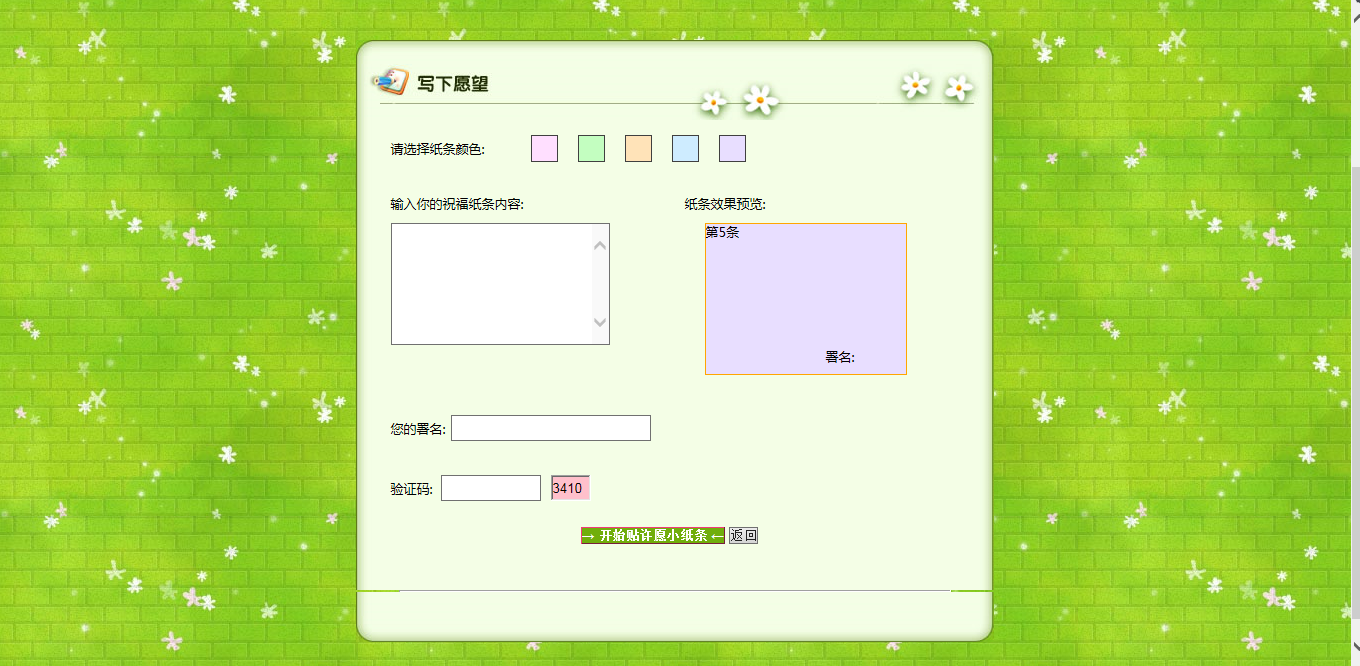 写下愿望
请选择纸条颜色:
输入你的祝福纸条内容:
纸条效果预览:
第5条
署名:
您的署名:
验证码:
3410
→ 开始贴许愿小纸条 ←
返回